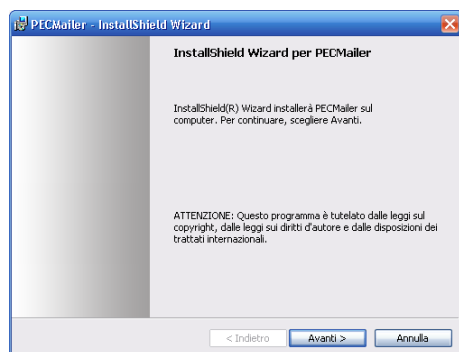 PECMailer - InstallShield Wizard
InstallShield Wizard per PECMailer
InstallShield(R) Wizard installerà PECMailer sul
computer. Per continuare, scegliere Avanti.
ATTENZIONE: Questo programma è tutelato dalle leggi sul
copyright, dalle leggi sui diritti d'autore e dalle disposizioni dei
trattati internazionali.
< Indietro Avanti > Annulla